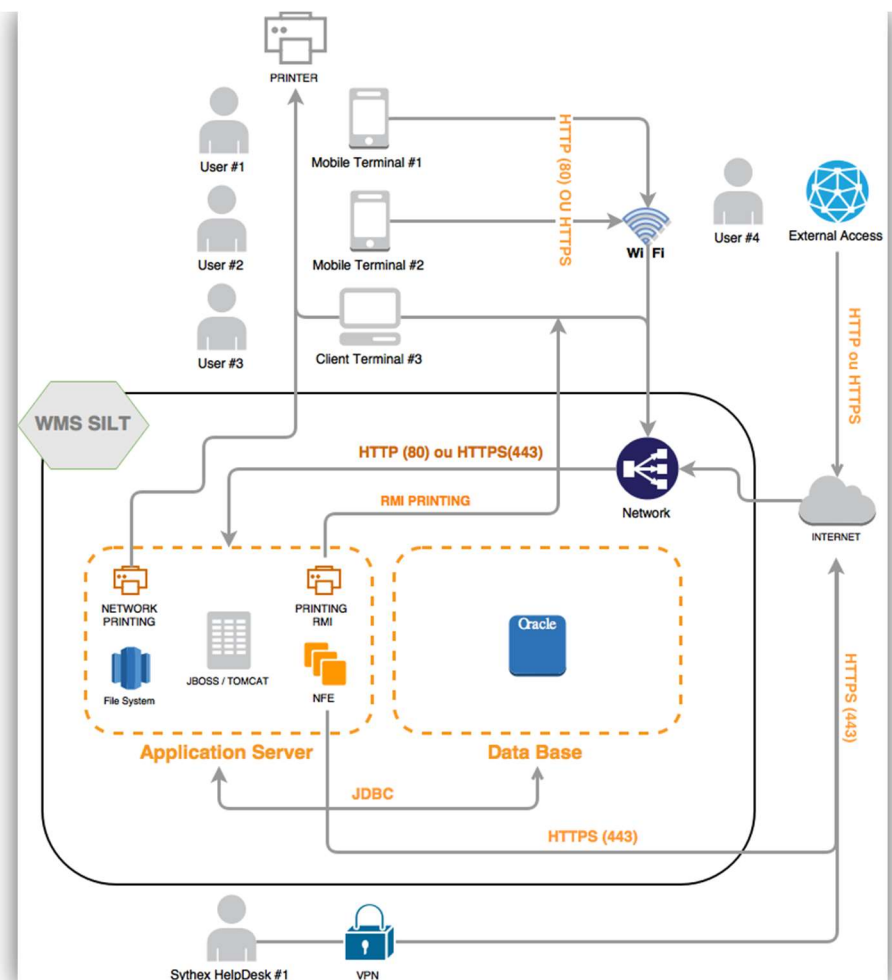 PRINTER
User #1
Mobile Terminal #1
HTTP (80) OU HTTPS
User #2
Mobile Terminal #2
Wi Fi
User #4
External Access
User #3
Client Terminal #3
HTTP ou HTTPS
WMS SILT
HTTP (80) ou HTTPS(443)
RMI PRINTING
Network
INTERNET
NETWORK
PRINTING
PRINTING
RMI
Oracle
File System
JBOSS / TOMCAT
NFE
HTTPS (443)
Application Server
Data Base
JDBC
HTTPS (443)
Sythex HelpDesk #1
VPN